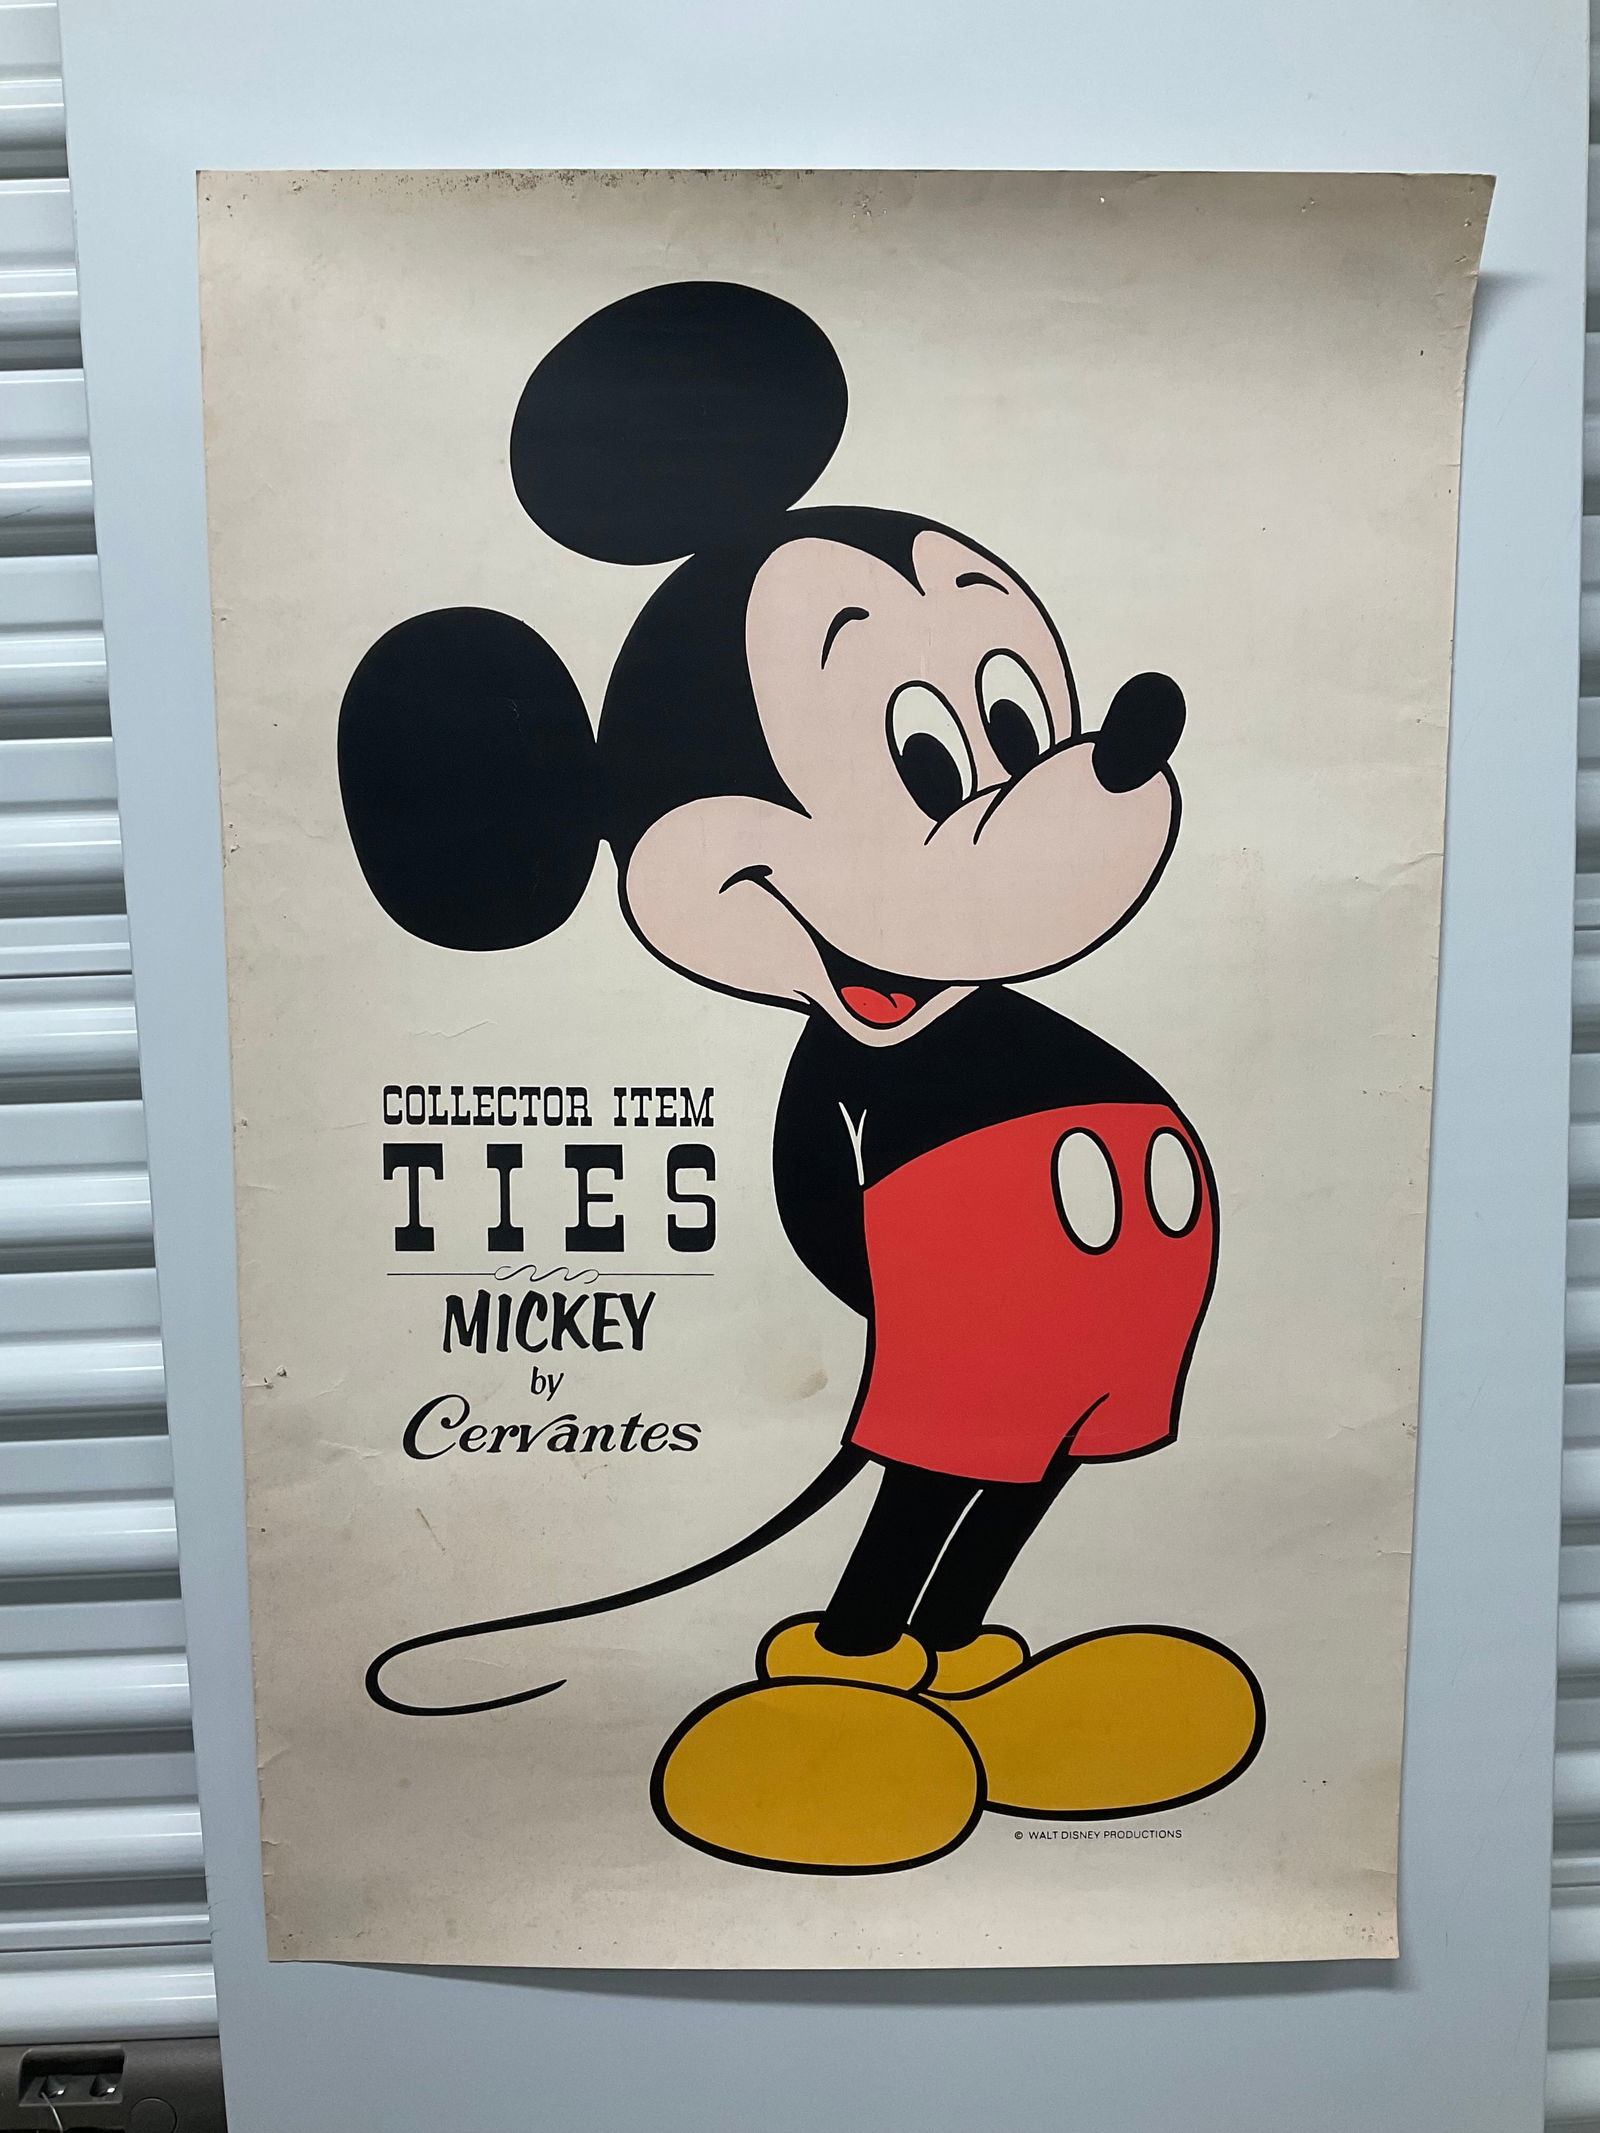 COLLECTOR ITEM
TIES
MICKEY
by
Cervantes
© WALT DISNEY PRODUCTIONS